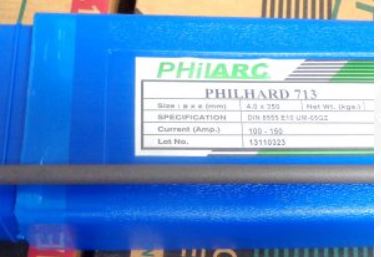 PHILARC
PHILHARD 713
Size : ø x ℓ (mm) 4.0 x 350 Net Wt. (kgs.)
SPECIFICATION DIN 8555 E10 UM-65GZ
Current (Amp.) 100 - 150
Lot No. 13110323